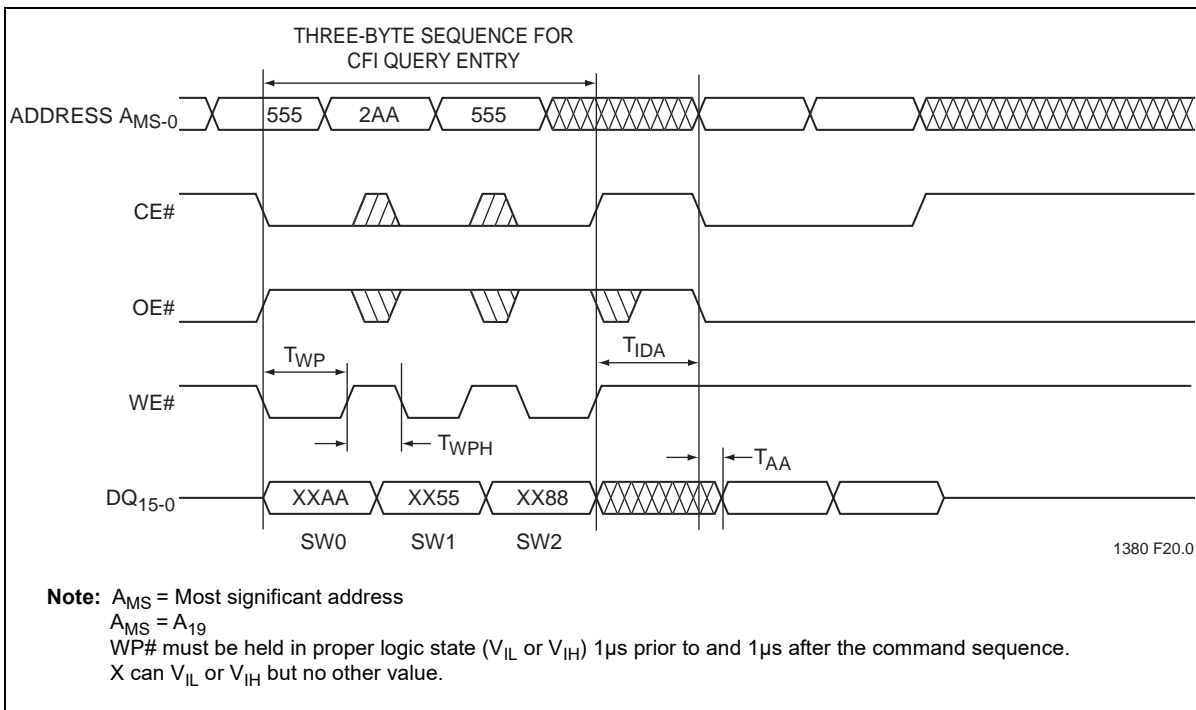 THREE-BYTE SEQUENCE FOR
CFI QUERY ENTRY
ADDRESS AMS-0
555 2AA 555
CE#
OE#
TWP
TIDA
WE#
TWPH
TAA
DQ15-0
XXAA XX55 XX88
SW0 SW1 SW2
1380 F20.0
Note: AMS = Most significant address
AMS = A19
WP# must be held in proper logic state (VIL or VIH) 1µs prior to and 1µs after the command sequence.
X can VIL or VIH but no other value.